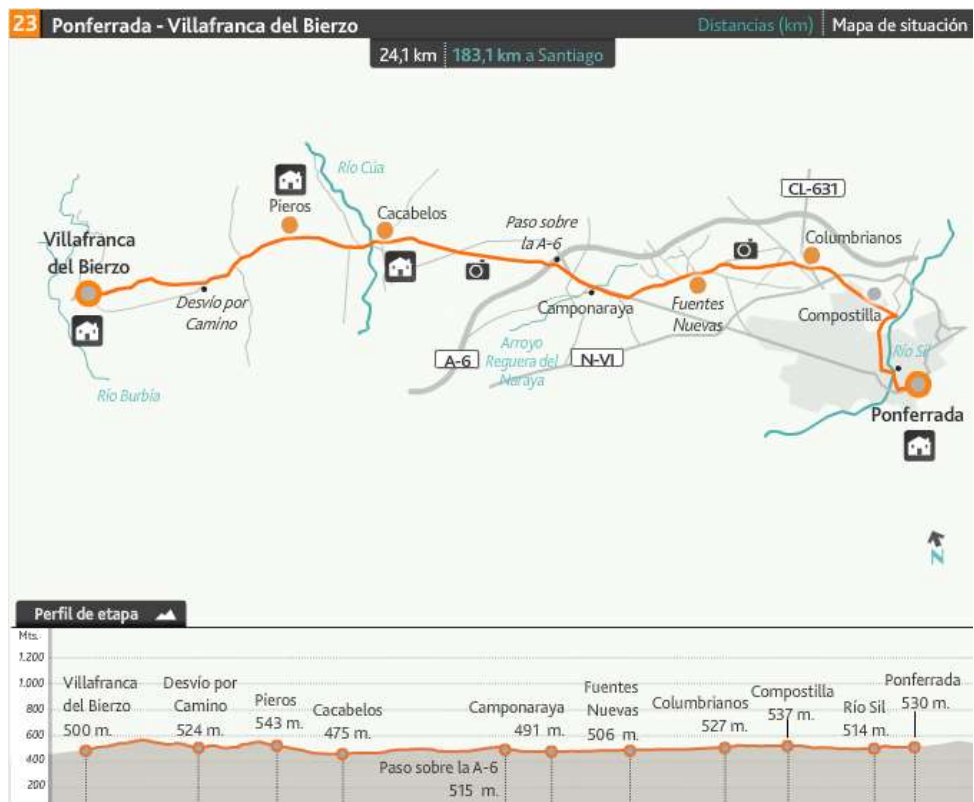 23 Ponferrada - Villafranca del Bierzo
Distancias (km) Mapa de situación
24,1 km 183,1 km a Santiago
Río Cúa
CL-631
Pieros
Cacabelos
Paso sobre
la A-6
Columbrianos
Villafranca
del Bierzo
Desvío por
Camino
Camponaraya
Fuentes
Nuevas
Compostilla
Arroyo
Reguera del
Naraya
A-6
N-VI
Río Sil
Río Burbia
Ponferrada
N
Perfil de etapa
Mts.
1.200
1.000
800
600
400
200
Villafranca
del Bierzo
500 m.
Desvío por
Camino
524 m.
Pieros
543 m.
Cacabelos
475 m.
Paso sobre la A-6
515 m.
Camponaraya
491 m.
Fuentes
Nuevas
506 m.
Columbrianos
527 m.
Compostilla
537 m.
Río Sil
514 m.
Ponferrada
530 m.